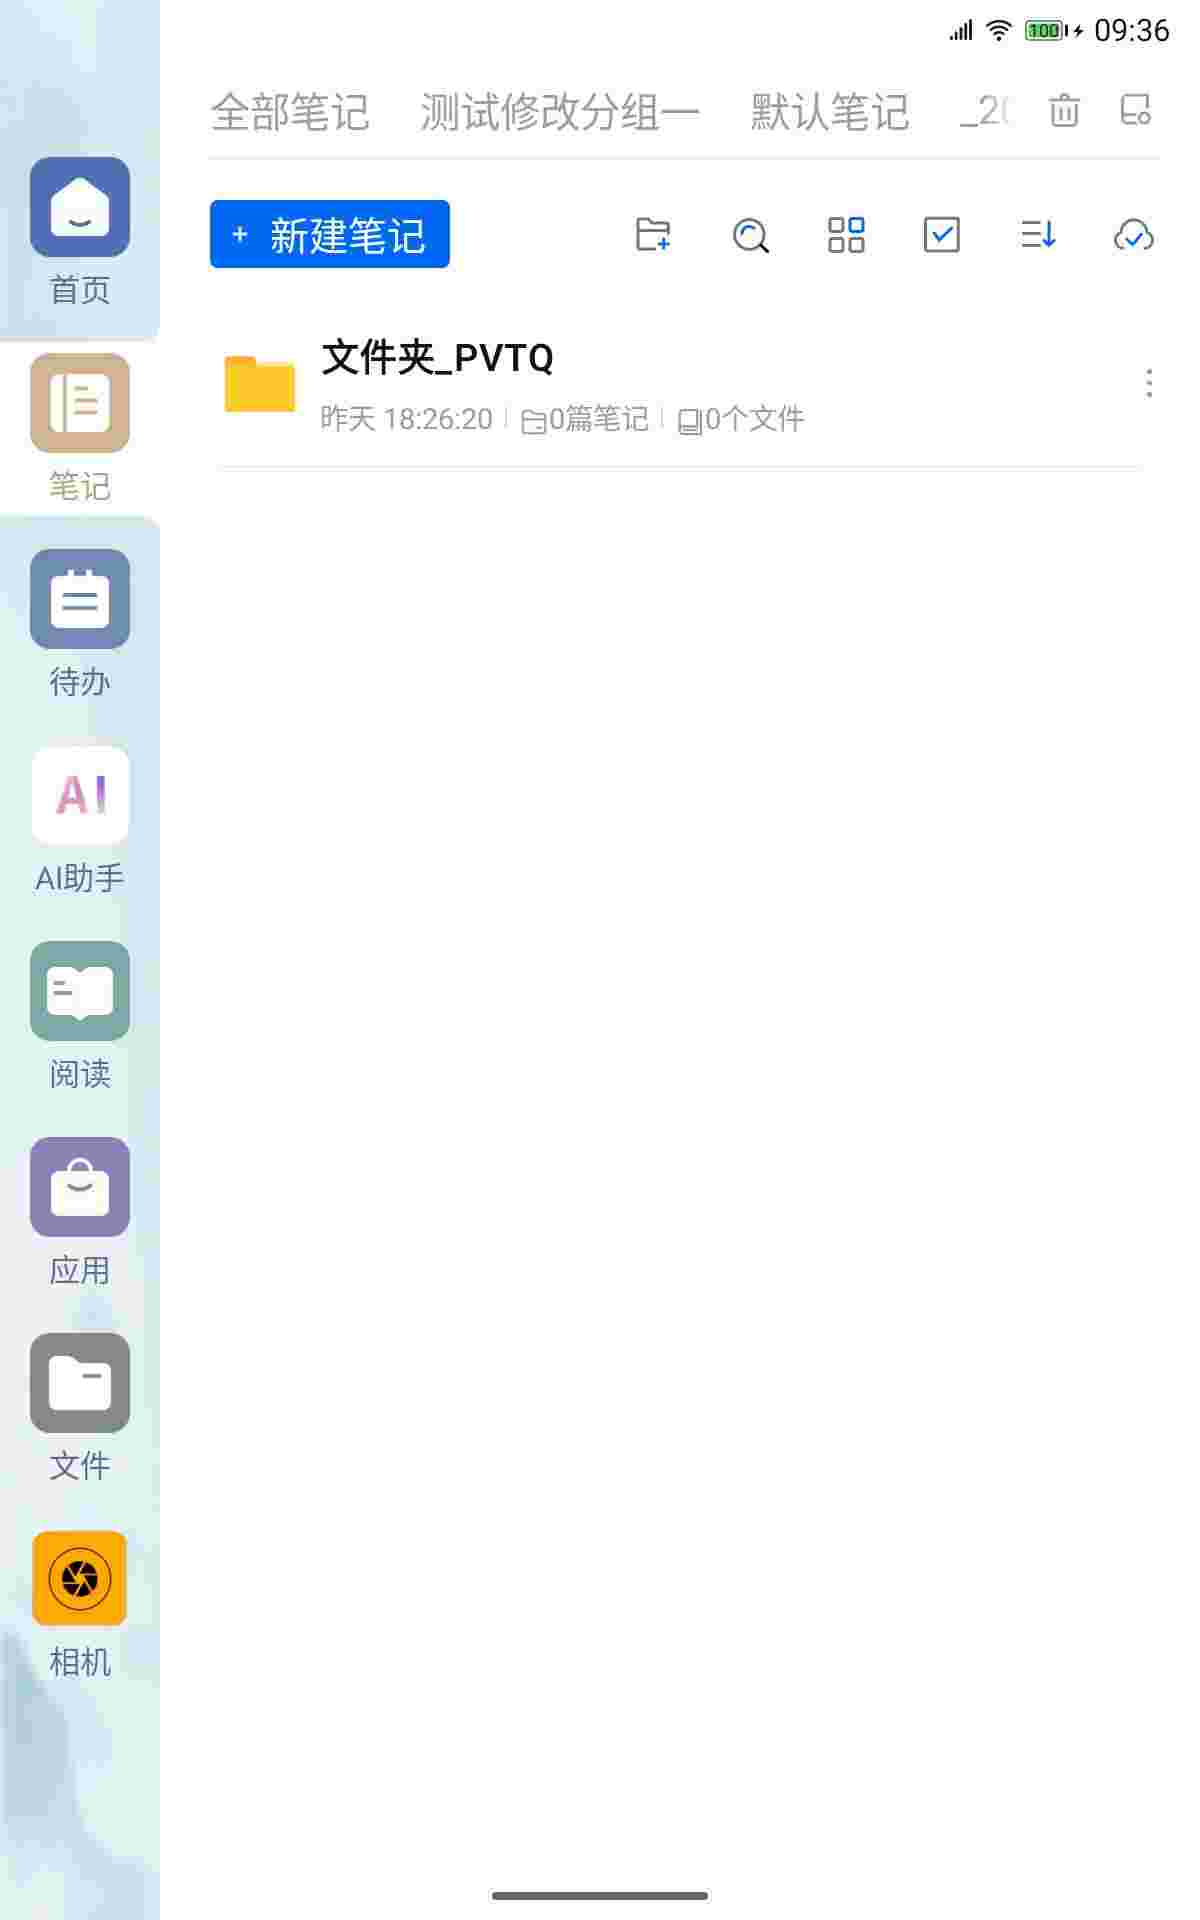 100 09:36
全部笔记 测试修改分组一 默认笔记 _20
+ 新建笔记
文件夹_PVTQ
昨天 18:26:20 0篇笔记 0个文件
首页
笔记
待办
AI
AI助手
阅读
应用
文件
相机